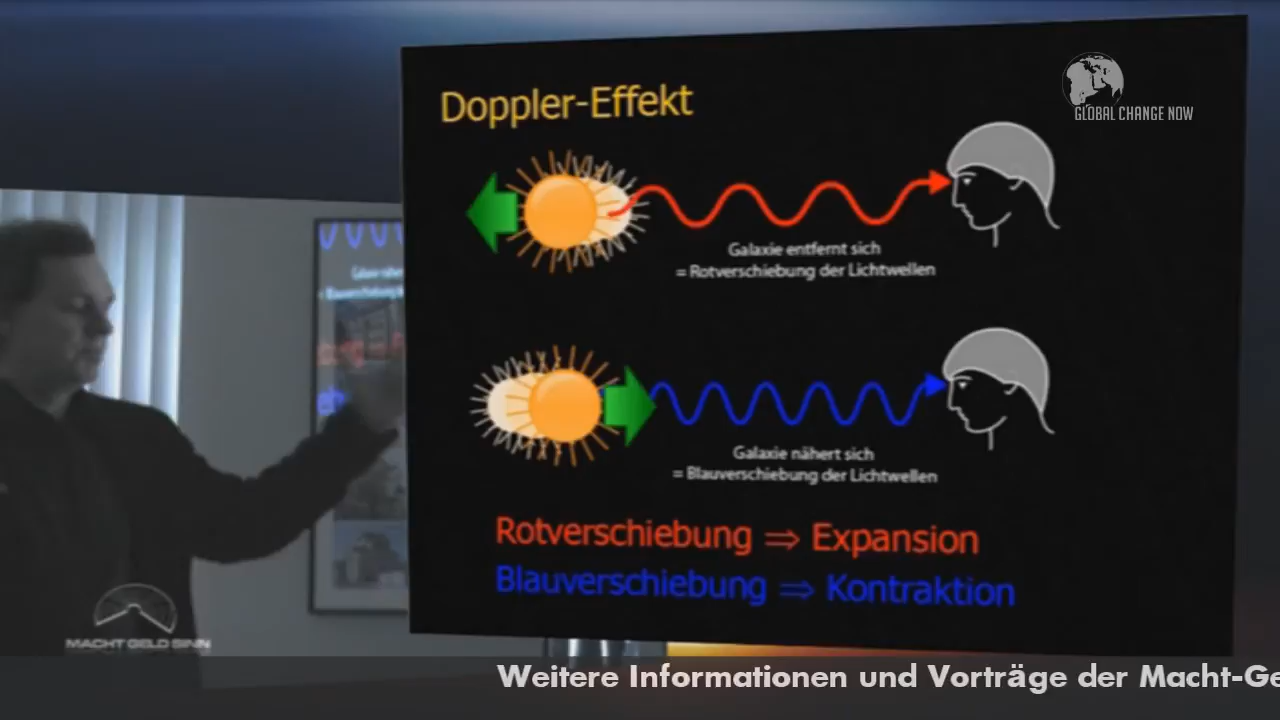 Doppler-Effekt
GLOBAL CHANGE NOW
Galaxie entfernt sich
= Rotverschiebung der Lichtwellen
Galaxie nähert sich
= Blauverschiebung der Lichtwellen
Rotverschiebung ⇒ Expansion
Blauverschiebung ⇒ Kontraktion
MACHT GELD SINN
Weitere Informationen und Vorträge der Macht-Ge